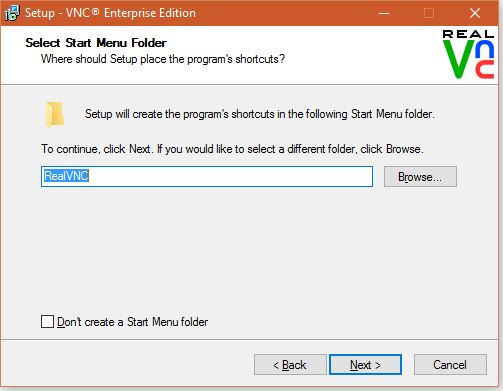 Setup - VNC® Enterprise Edition
Select Start Menu Folder
Where should Setup place the program's shortcuts?
REAL
VNC
Setup will create the program's shortcuts in the following Start Menu folder.
To continue, click Next. If you would like to select a different folder, click Browse.
RealVNC
Browse...
Don't create a Start Menu folder
< Back
Next >
Cancel